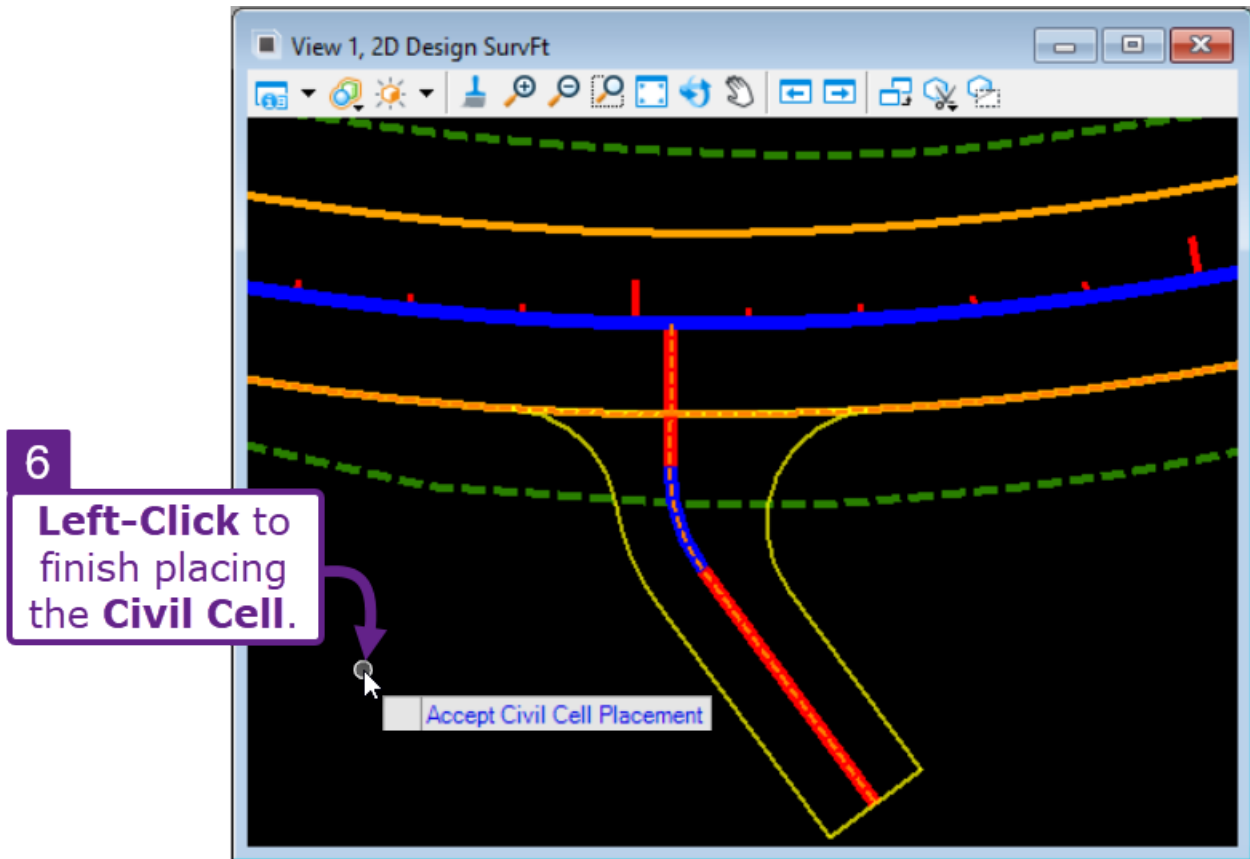 View 1, 2D Design SurvFt
6
Left-Click to
finish placing
the Civil Cell.
Accept Civil Cell Placement